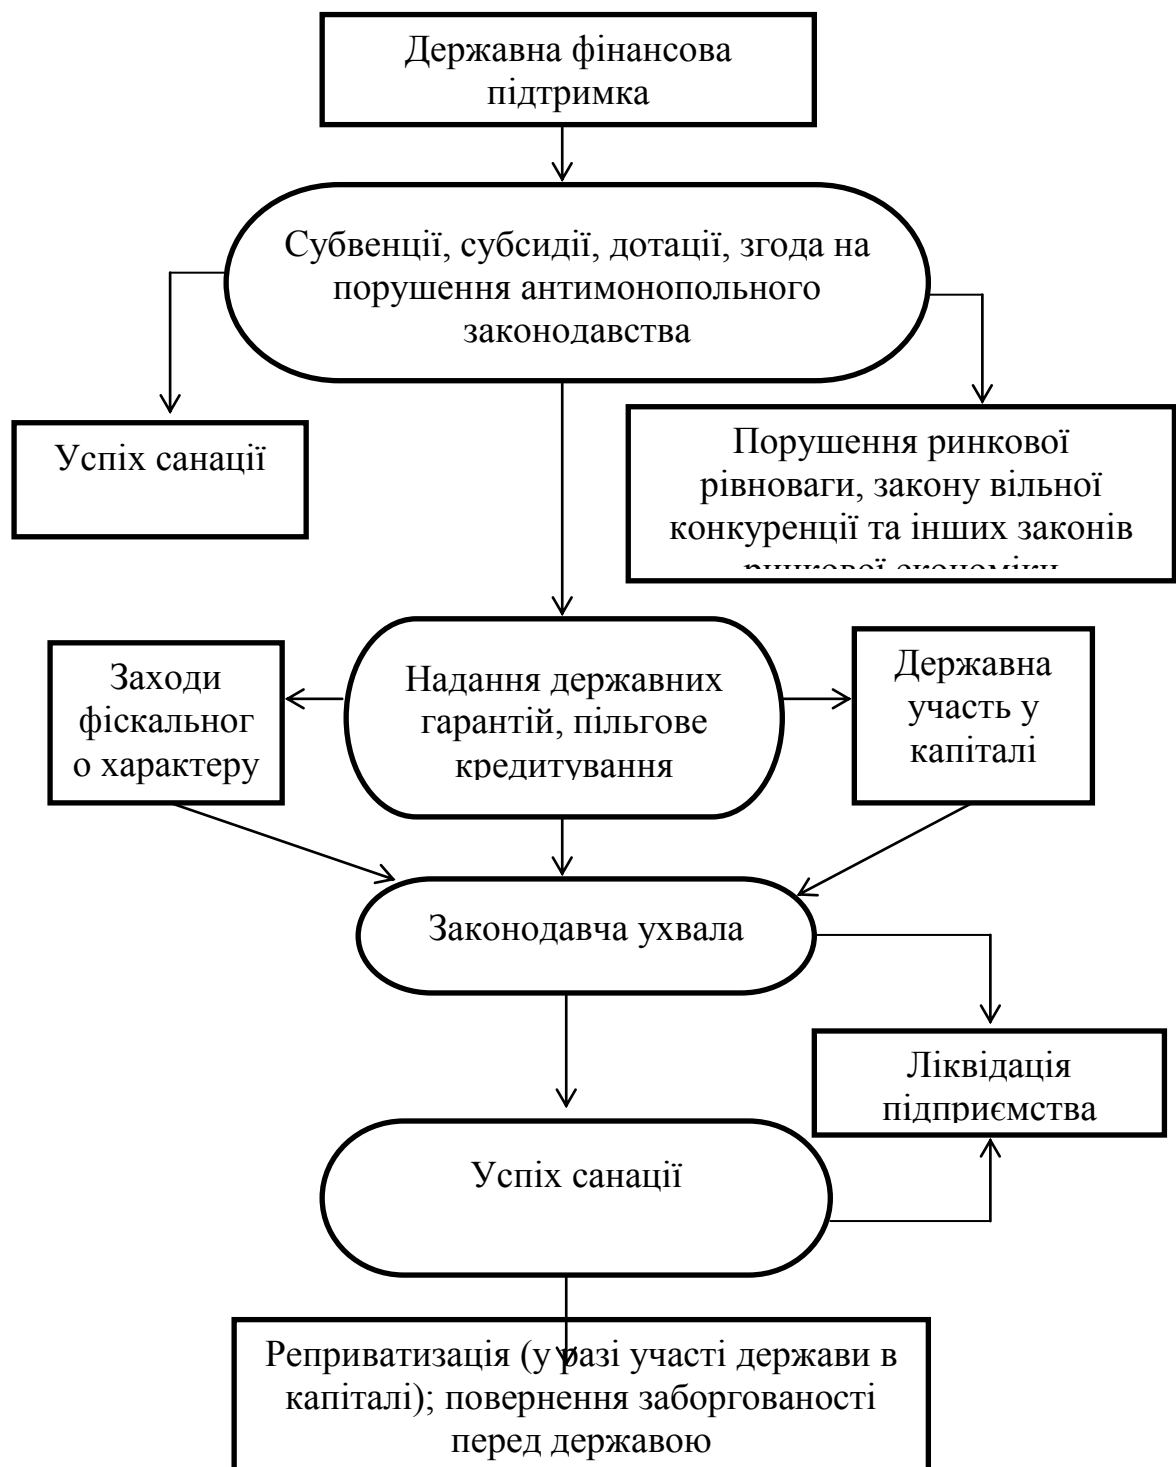 Державна фінансова
підтримка
Субвенції, субсидії, дотації, згода на
порушення антимонопольного
законодавства
Успіх санації
Порушення ринкової
рівноваги, закону вільної
конкуренції та інших законів
ринкової економіки
Заходи
фіскальног
о характеру
Надання державних
гарантій, пільгове
кредитування
Державна
участь у
капіталі
Законодавча ухвала
Ліквідація
підприємства
Успіх санації
Реприватизація (у разі участі держави в
капіталі); повернення заборгованості
перед державою